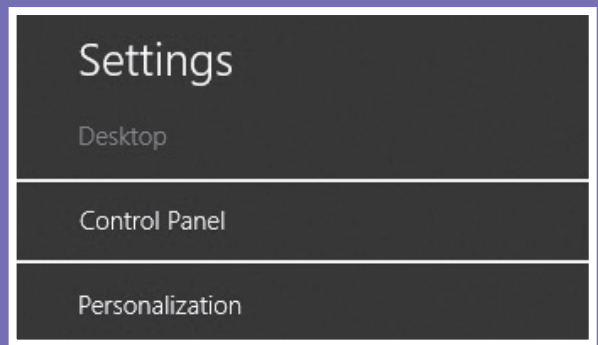 Settings
Desktop
Control Panel
Personalization